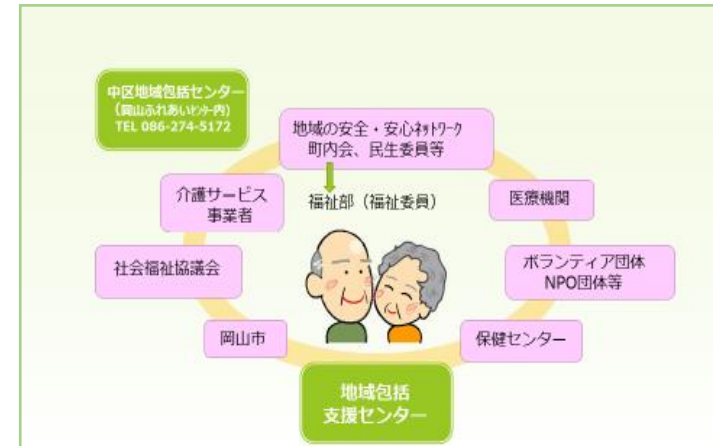 中区地域包括センター
（岡山ふれあいｾﾝﾀｰ内）
TEL 086-274-5172
地域の安全・安心ﾈｯﾄﾜｰｸ
町内会、民生委員等
福祉部（福祉委員）
介護サービス
事業者
医療機関
社会福祉協議会
ボランティア団体
NPO団体等
岡山市
保健センター
地域包括
支援センター